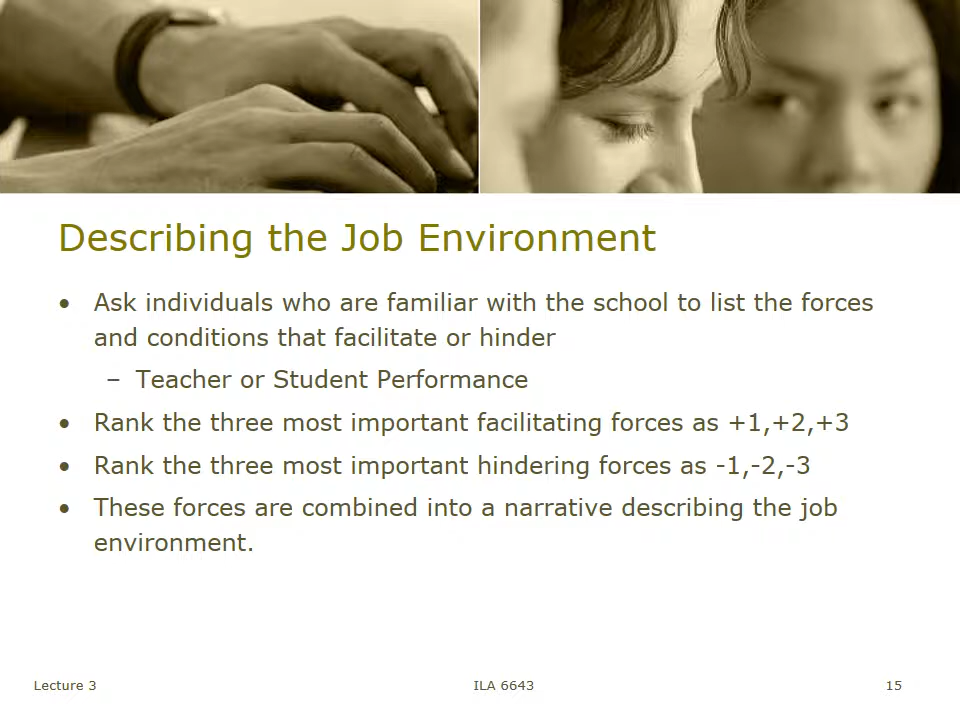 Describing the Job Environment
• Ask individuals who are familiar with the school to list the forces
and conditions that facilitate or hinder
– Teacher or Student Performance
• Rank the three most important facilitating forces as +1,+2,+3
• Rank the three most important hindering forces as -1,-2,-3
• These forces are combined into a narrative describing the job
environment.
Lecture 3
ILA 6643
15